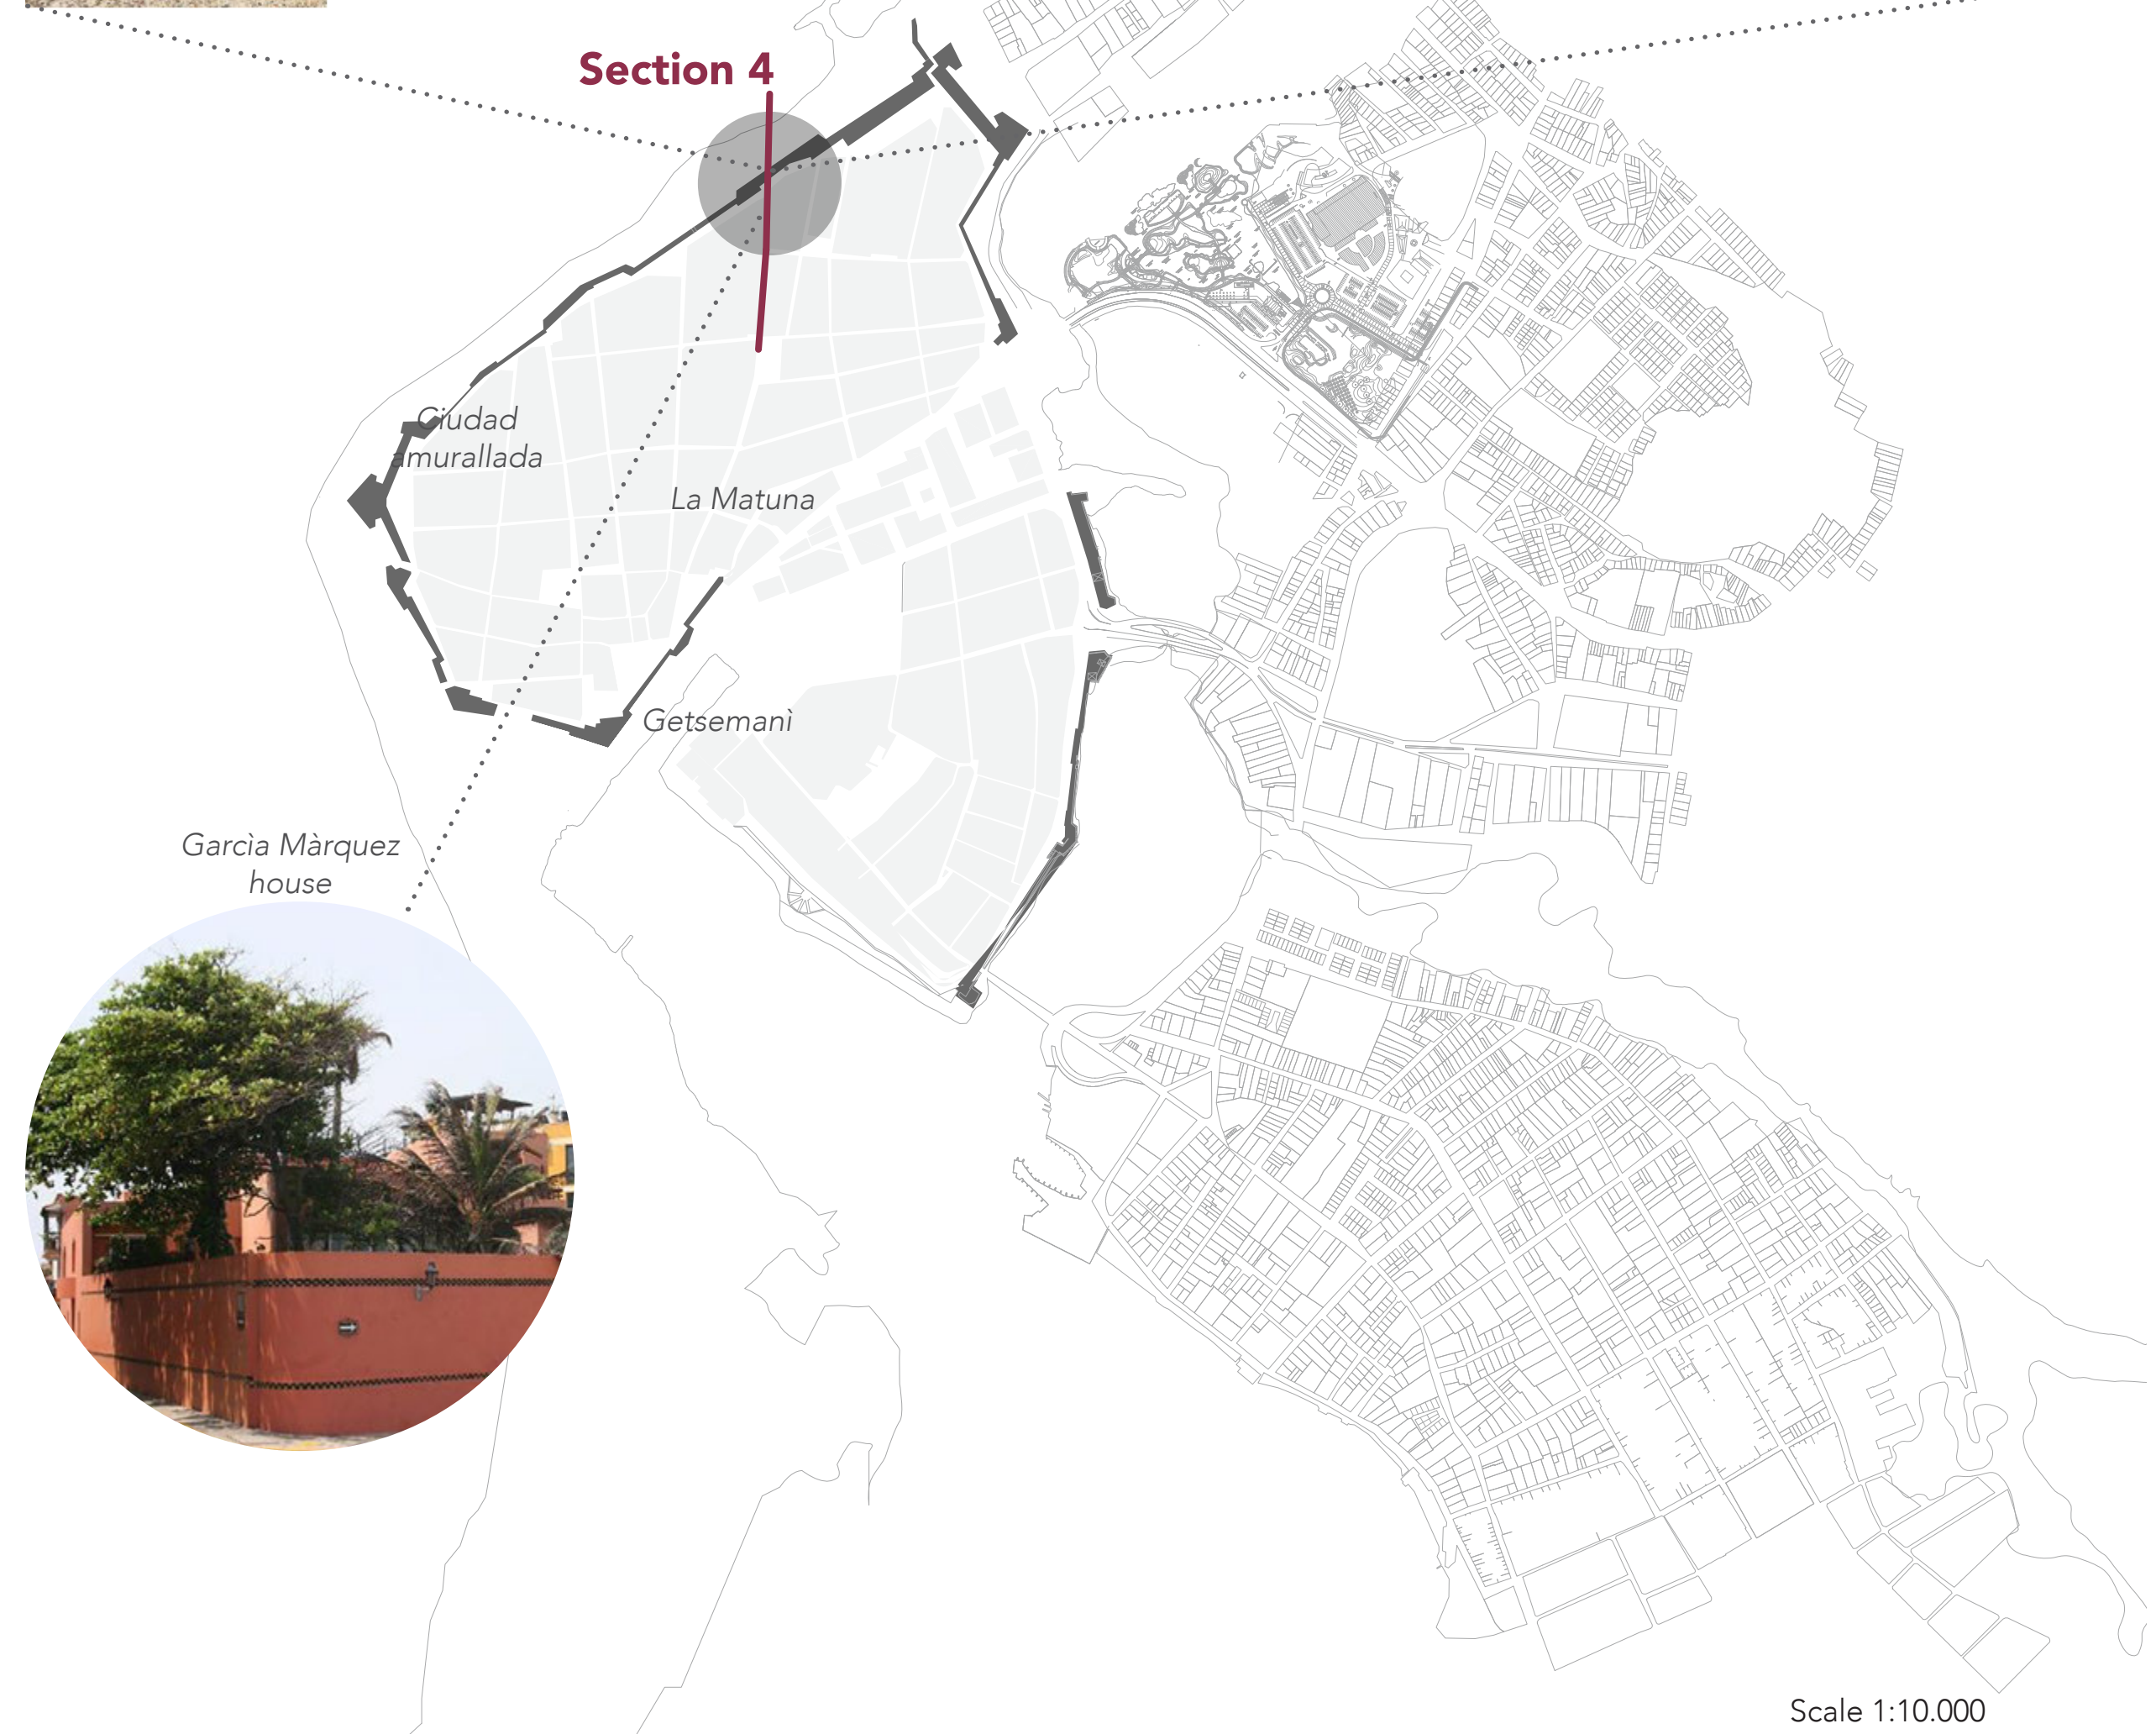 Section 4
Ciudad
amurallada
La Matuna
Getsemanì
Garcìa Màrquez
house
Scale 1:10.000